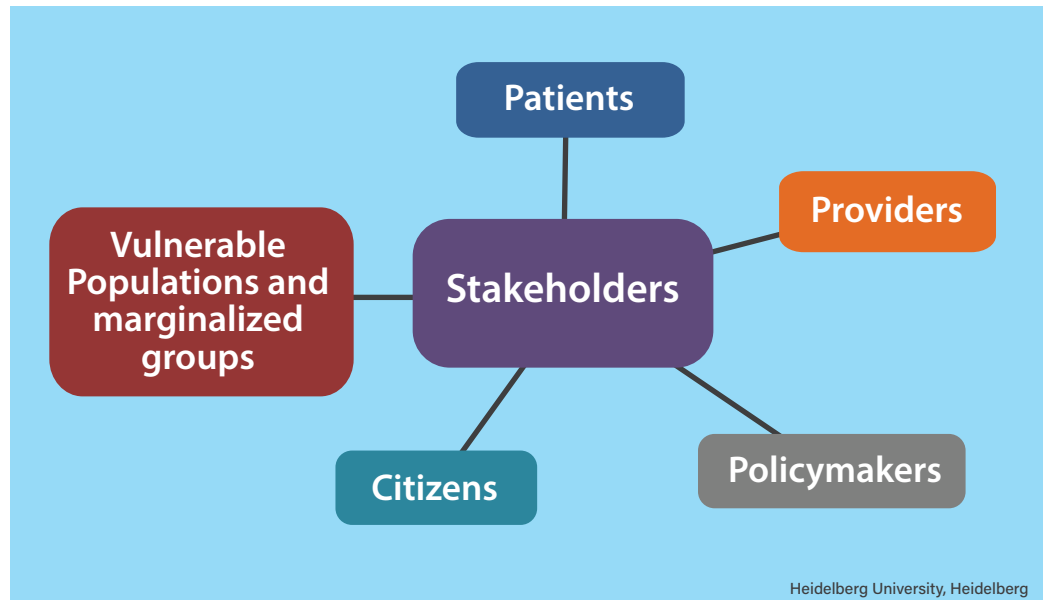 Patients
Providers
Stakeholders
Vulnerable
Populations and
marginalized
groups
Citizens
Policymakers
Heidelberg University, Heidelberg